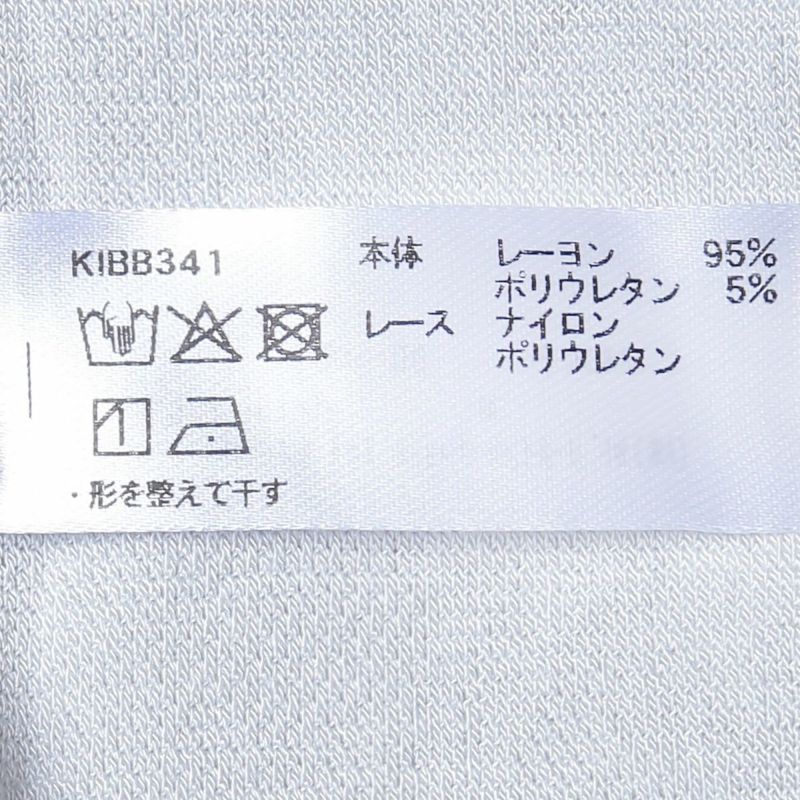 KIBB341
本体 レーヨン 95%
ポリウレタン 5%
レース ナイロン
ポリウレタン
・形を整えて干す